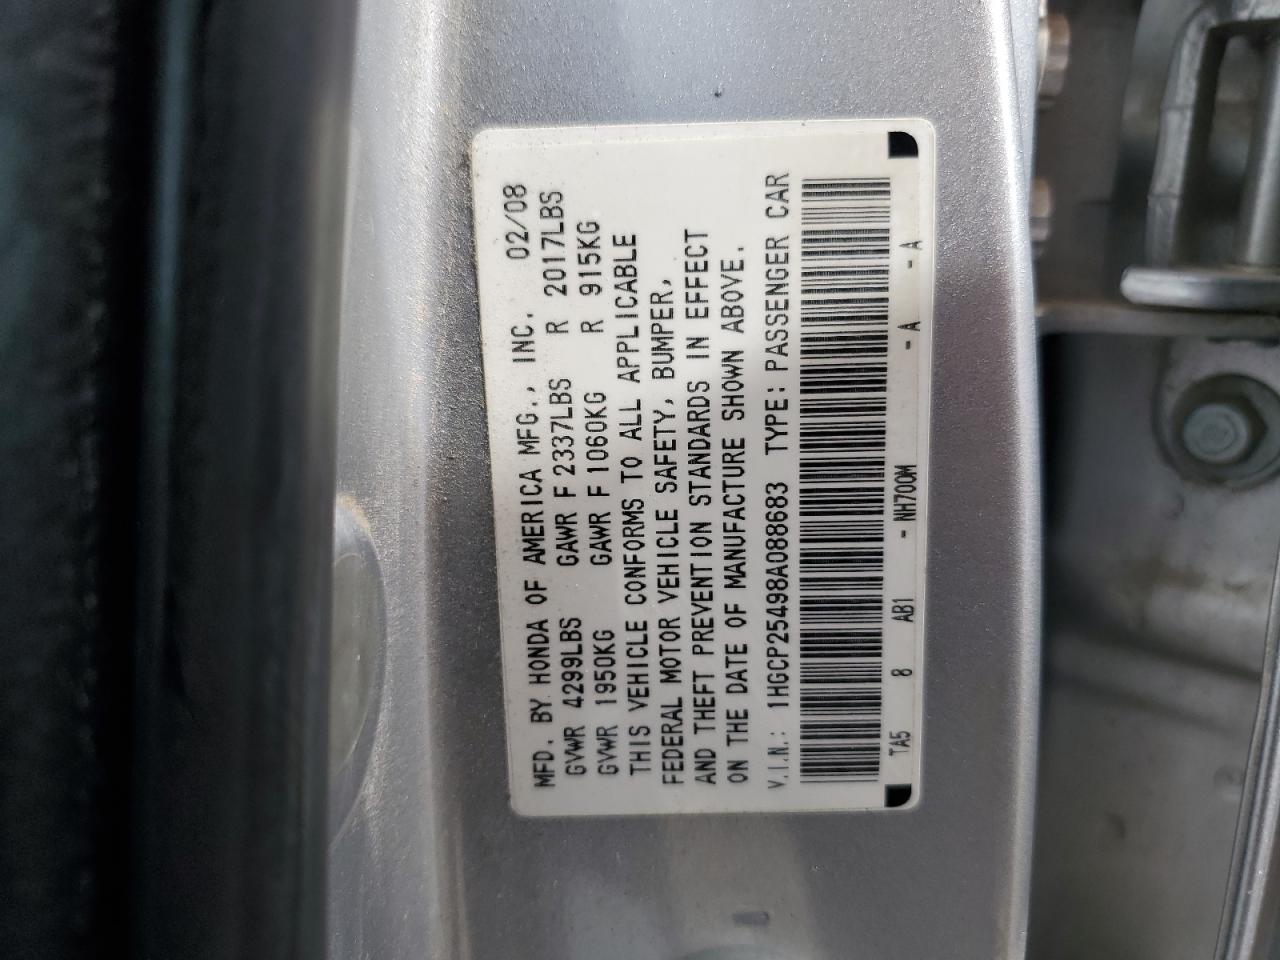 MFD. BY HONDA OF AMERICA MFG., INC. 02/08
GVWR 4299LBS GAWR F 2337LBS R 2017LBS
GVWR 1950KG GAWR F 1060KG R 915KG
THIS VEHICLE CONFORMS TO ALL APPLICABLE
FEDERAL MOTOR VEHICLE SAFETY, BUMPER,
AND THEFT PREVENTION STANDARDS IN EFFECT
ON THE DATE OF MANUFACTURE SHOWN ABOVE.
V.I.N.: 1HGCP25498A088683 TYPE: PASSENGER CAR
TA5 8 AB1 - NH700M - A - A